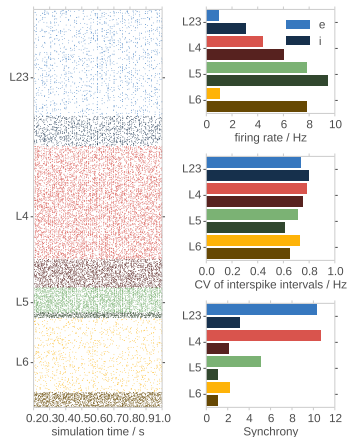 L23
L4
L5
L6
0.20.30.40.50.60.70.80.91.0
simulation time / s
e
i
L23
L4
L5
L6
0 2 4 6 8 10
firing rate / Hz
L23
L4
L5
L6
0.0 0.2 0.4 0.6 0.8 1.0
CV of interspike intervals / Hz
L23
L4
L5
L6
0 2 4 6 8 10 12
Synchrony